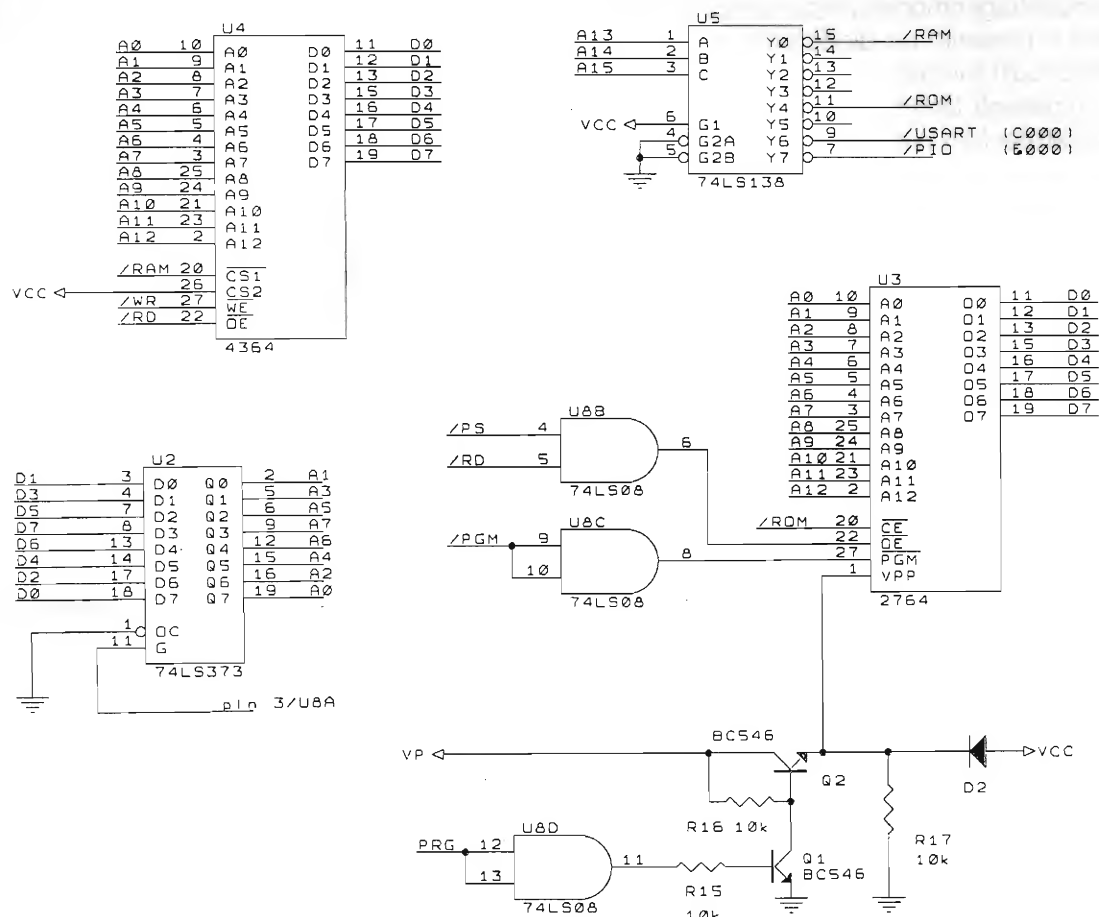 U4
A0 10 A0 D0 11 D0
A1 9 A1 D1 12 D1
A2 8 A2 D2 13 D2
A3 7 A3 D3 15 D3
A4 6 A4 D4 16 D4
A5 5 A5 D5 17 D5
A6 4 A6 D6 18 D6
A7 3 A7 D7 19 D7
A8 25 A8
A9 24 A9
A10 21 A10
A11 23 A11
A12 2 A12
/RAM 20 CS1
VCC 26 CS2
/WR 27 WE
/RD 22 OE
4364
U5
A13 1 A Y0 15 /RAM
A14 2 B Y1 14
A15 3 C Y2 13
Y3 12
Y4 11 /ROM
VCC 6 G1 Y5 10
4 G2A Y6 9 /USART (C000)
5 G2B Y7 7 /PIO (E000)
74LS138
U3
A0 10 A0 O0 11 D0
A1 9 A1 O1 12 D1
A2 8 A2 O2 13 D2
A3 7 A3 O3 15 D3
A4 6 A4 O4 16 D4
A5 5 A5 O5 17 D5
A6 4 A6 O6 18 D6
A7 3 A7 O7 19 D7
A8 25 A8
A9 24 A9
A10 21 A10
A11 23 A11
A12 2 A12
/ROM 20 CE
22 OE
27 PGM
1 VPP
2764
U8B
/PS 4
6
/RD 5
74LS08
U8C
/PGM 9
8
10
74LS08
U2
D1 3 D0 Q0 2 A1
D3 4 D1 Q1 5 A3
D5 7 D2 Q2 6 A5
D7 8 D3 Q3 9 A7
D6 13 D4 Q4 12 A6
D4 14 D5 Q5 15 A4
D2 17 D6 Q6 16 A2
D0 18 D7 Q7 19 A0
1 OC
11 G
74LS373
pin 3/U8A
BC546
VP
VCC
Q2
D2
R16 10k
R17
10k
U8D
PRG 12
11
13
74LS08
R15
10k
Q1
BC546